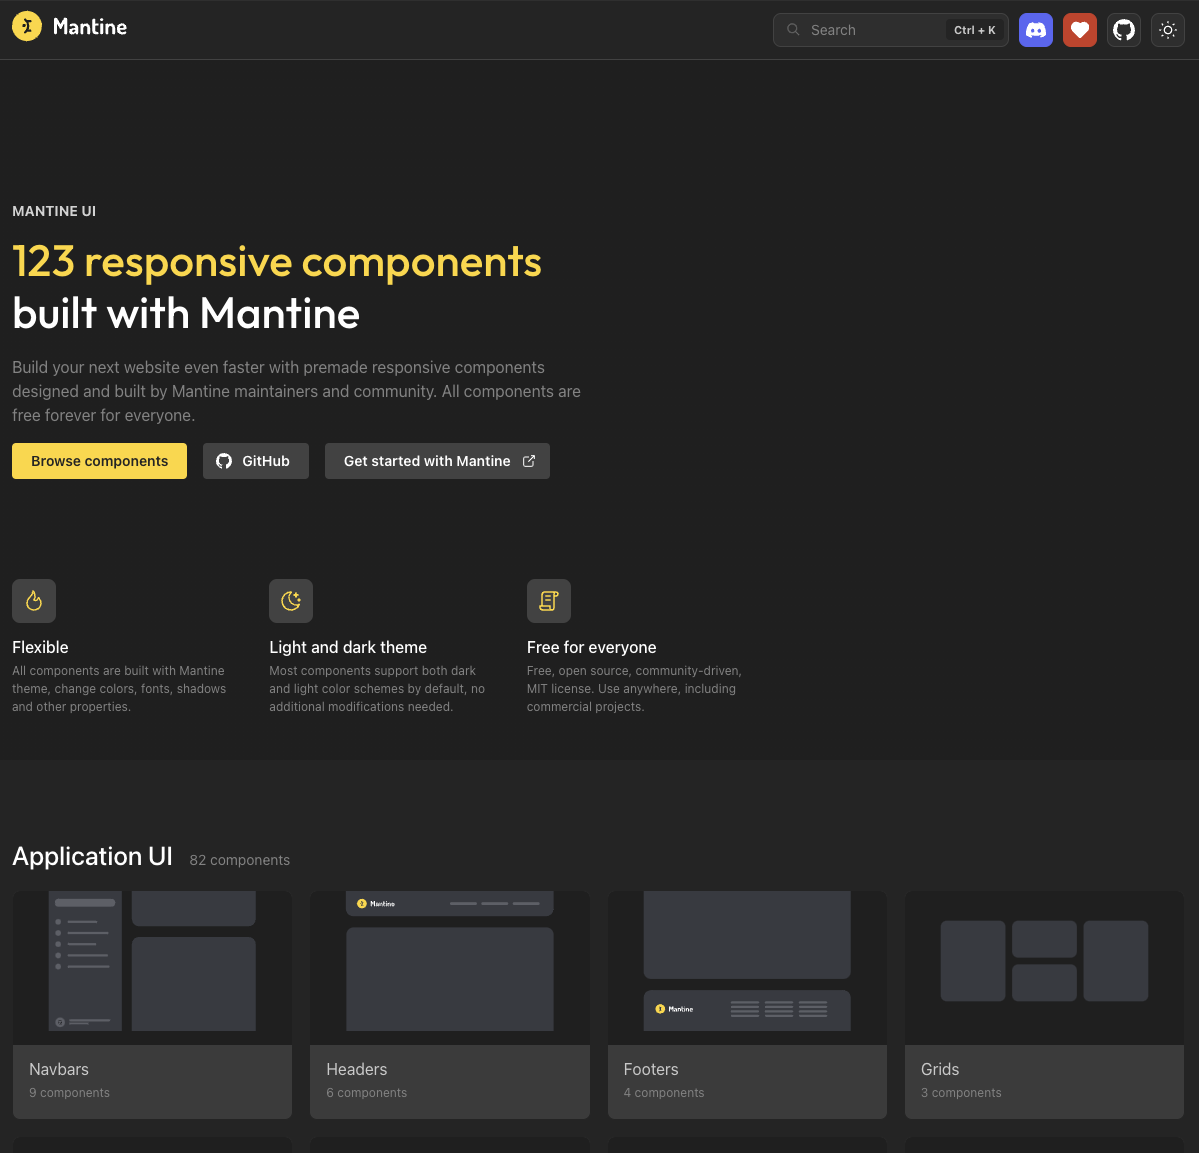 Mantine
Search
Ctrl + K
MANTINE UI
123 responsive components
built with Mantine
Build your next website even faster with premade responsive components
designed and built by Mantine maintainers and community. All components are
free forever for everyone.
Browse components
GitHub
Get started with Mantine
Flexible
All components are built with Mantine
theme, change colors, fonts, shadows
and other properties.
Light and dark theme
Most components support both dark
and light color schemes by default, no
additional modifications needed.
Free for everyone
Free, open source, community-driven,
MIT license. Use anywhere, including
commercial projects.
Application UI
82 components
Mantine
Mantine
Navbars
9 components
Headers
6 components
Footers
4 components
Grids
3 components